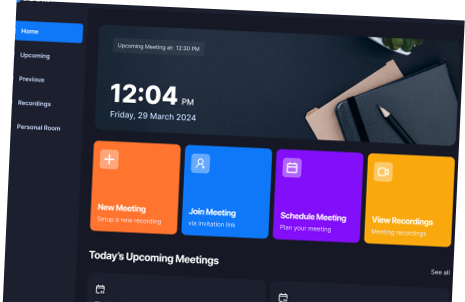 Home
Upcoming
Previous
Recordings
Personal Room
Upcoming Meeting at: 12:30 PM
12:04 PM
Friday, 29 March 2024
New Meeting
Setup a new recording
Join Meeting
via invitation link
Schedule Meeting
Plan your meeting
View Recordings
Meeting recordings
Today's Upcoming Meetings
See all